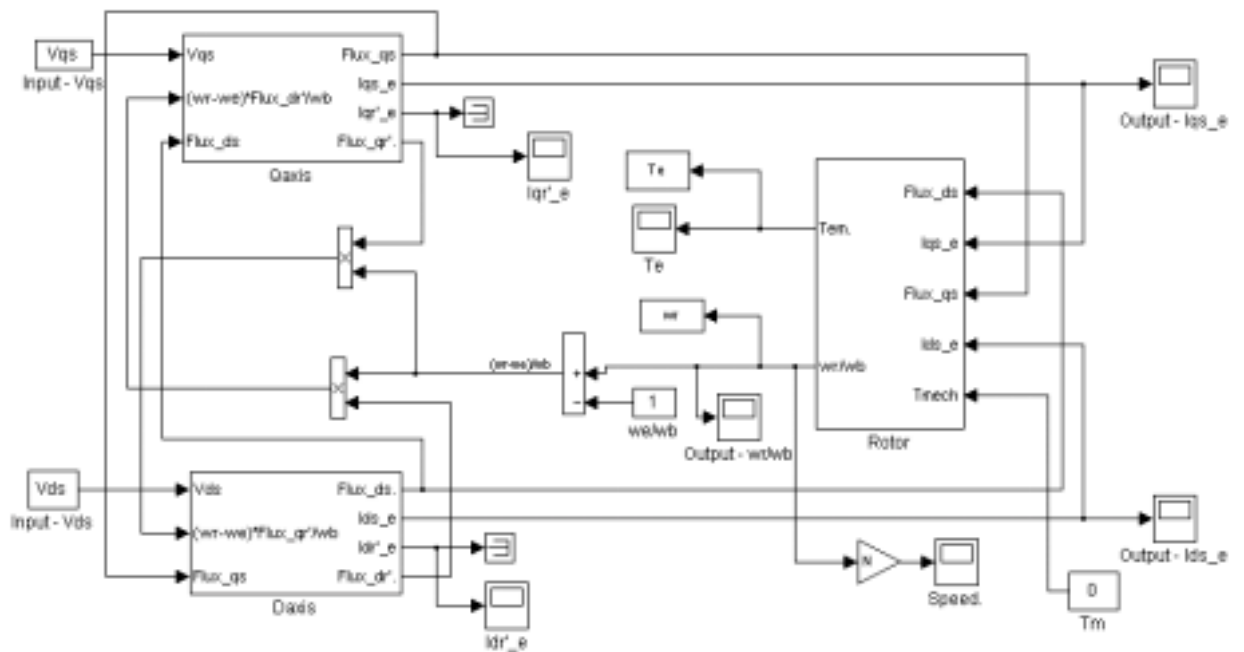 Vqs
Input - Vqs
Vqs
(wr-we)*Flux_dr'/wb
Flux_ds
Flux_qs
Iqs_e
Iqr'_e
Flux_qr'.
Qaxis
Iqr'_e
Output - Iqs_e
Te
Te
Flux_ds
Iqs_e
Flux_qs
Ids_e
Tmech
Tem.
wr/wb
Rotor
X
X
wr
(wr-we)/wb
+
−
1
we/wb
Output - wr/wb
Vds
Input - Vds
Vds
(wr-we)*Flux_qr'/wb
Flux_qs
Flux_ds.
Ids_e
Idr'_e
Flux_dr'.
Daxis
Idr'_e
N
Speed.
0
Tm
Output - Ids_e